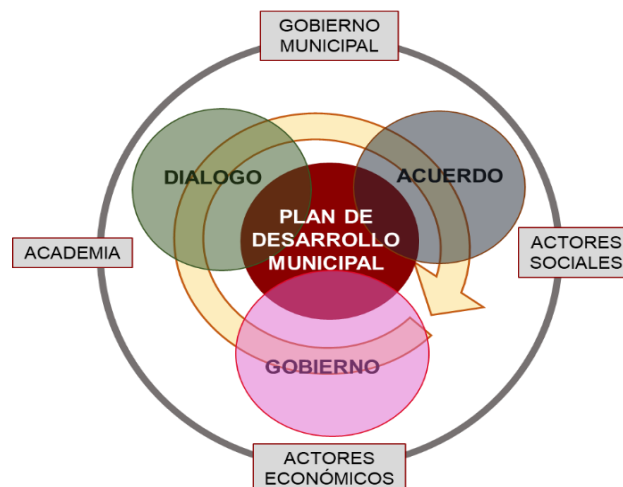 GOBIERNO
MUNICIPAL
DIALOGO
ACUERDO
PLAN DE
DESARROLLO
MUNICIPAL
ACADEMIA
ACTORES
SOCIALES
GOBIERNO
ACTORES
ECONÓMICOS